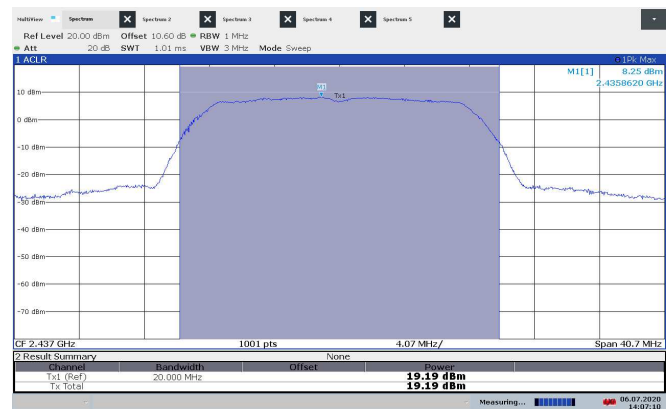 MultiView Spectrum X Spectrum 2 X Spectrum 3 X Spectrum 4 X Spectrum 5 X
Ref Level 20.00 dBm Offset 10.60 dB RBW 1 MHz
Att 20 dB SWT 1.01 ms VBW 3 MHz Mode Sweep
1 ACLR 1Pk Max
M1[1] 8.25 dBm
2.4358620 GHz
M1
Tx1
10 dBm
0 dBm
-10 dBm
-20 dBm
-30 dBm
-40 dBm
-50 dBm
-60 dBm
-70 dBm
CF 2.437 GHz 1001 pts 4.07 MHz/ Span 40.7 MHz
2 Result Summary None
Channel Bandwidth Offset Power
Tx1 (Ref) 20.000 MHz 19.19 dBm
Tx Total 19.19 dBm
Measuring... 06.07.2020
14:07:10